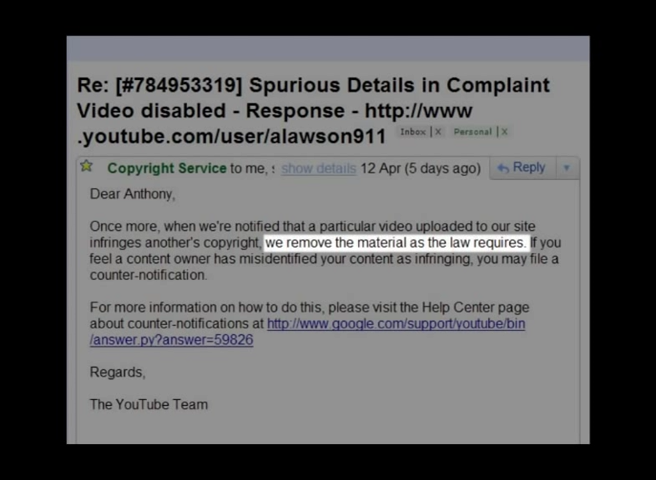 Re: [#784953319] Spurious Details in Complaint
Video disabled - Response - http://www
.youtube.com/user/alawson911 Inbox | X Personal | X
Copyright Service to me, show details 12 Apr (5 days ago) Reply
Dear Anthony,
Once more, when we're notified that a particular video uploaded to our site
infringes another's copyright, we remove the material as the law requires. If you
feel a content owner has misidentified your content as infringing, you may file a
counter-notification.
For more information on how to do this, please visit the Help Center page
about counter-notifications at http://www.google.com/support/youtube/bin
/answer.py?answer=59826
Regards,
The YouTube Team